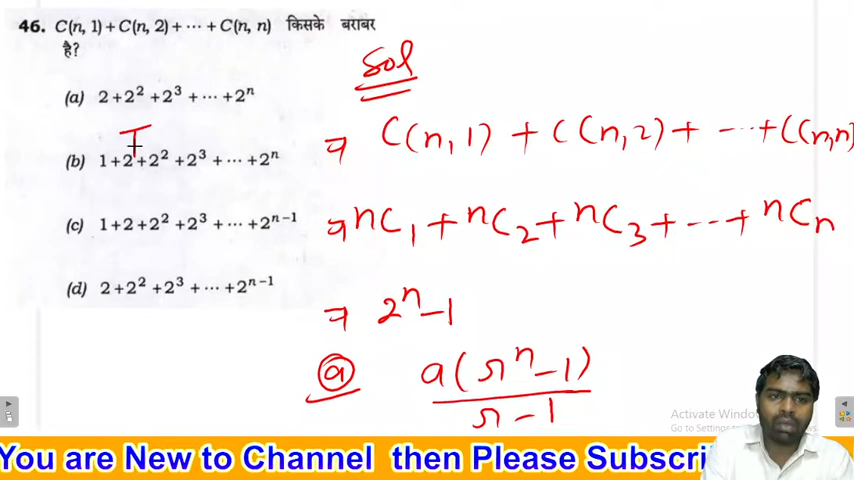 46. C(n, 1) + C(n, 2) + ⋯ + C(n, n) किसके बराबर
है?
(a) 2 + 2² + 2³ + ⋯ + 2ⁿ
(b) 1 + 2 + 2² + 2³ + ⋯ + 2ⁿ
(c) 1 + 2 + 2² + 2³ + ⋯ + 2ⁿ⁻¹
(d) 2 + 2² + 2³ + ⋯ + 2ⁿ⁻¹
Sol
⇒ C(n, 1) + C(n, 2) + ⋯ + C(n, n)
⇒ nC₁ + nC₂ + nC₃ + ⋯ + nCₙ
⇒ 2ⁿ - 1
(a) a(rⁿ - 1)
r - 1
Activate Windo
Go to Settings
You are New to Channel then Please Subscri